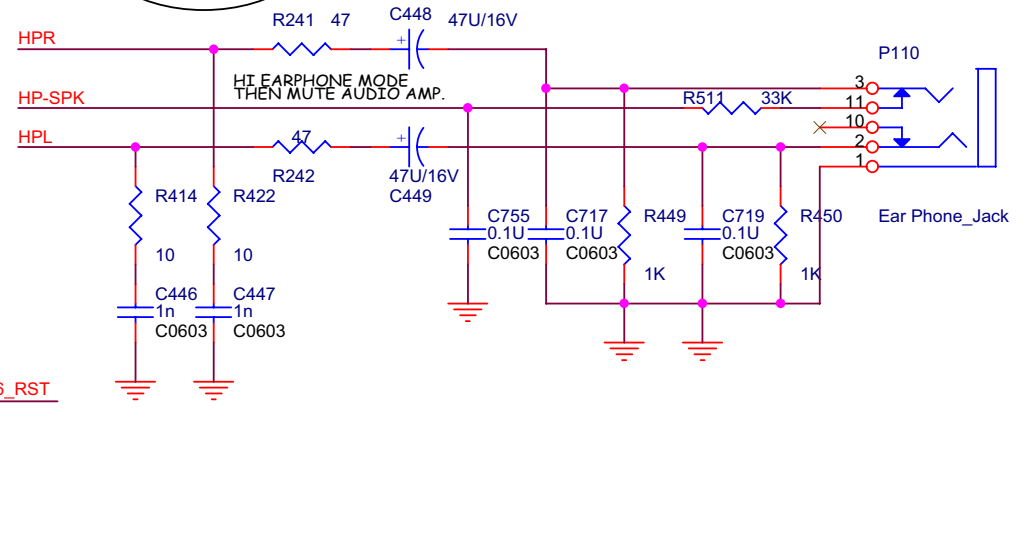 R241 47
C448
47U/16V
HPR
P110
HI EARPHONE MODE
THEN MUTE AUDIO AMP.
3
HP-SPK
R511
33K
11
10
HPL
47
2
R242
47U/16V
C449
1
R414
R422
C755
0.1U
C0603
C717
0.1U
C0603
R449
1K
C719
0.1U
C0603
R450
1K
Ear Phone_Jack
10
10
C446
1n
C0603
C447
1n
C0603
_RST